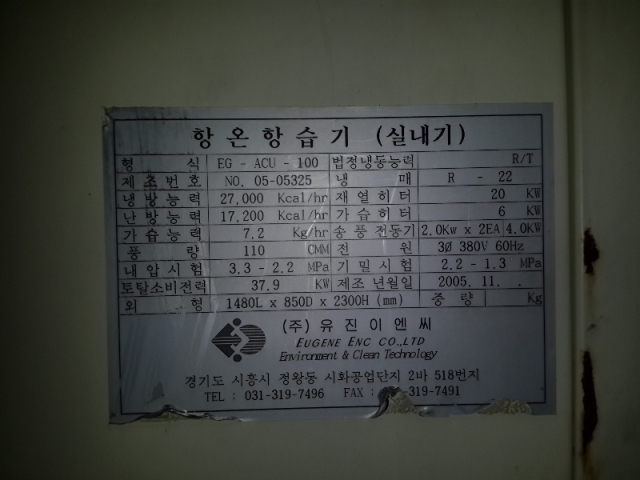 항온항습기 (실내기)
형 식 EG - ACU - 100 법정냉동능력 R/T
제조번호 NO. 05-05325 냉 매 R - 22
냉방능력 27,000 Kcal/hr 재열히터 20 KW
난방능력 17,200 Kcal/hr 가습히터 6 KW
가습능력 7.2 Kg/hr 송풍전동기 2.0Kw x 2EA 4.0KW
풍 량 110 CMM 전 원 3Ø 380V 60Hz
내압시험 3.3 - 2.2 MPa 기밀시험 2.2 - 1.3 MPa
토탈소비전력 37.9 KW 제조년월일 2005. 11. .
외 형 1480L x 850D x 2300H (mm) 중 량 Kg
(주) 유진이엔씨
EUGENE ENC CO.,LTD
Environment & Clean Technology
경기도 시흥시 정왕동 시화공업단지 2바 518번지
TEL : 031-319-7496 FAX : -319-7491